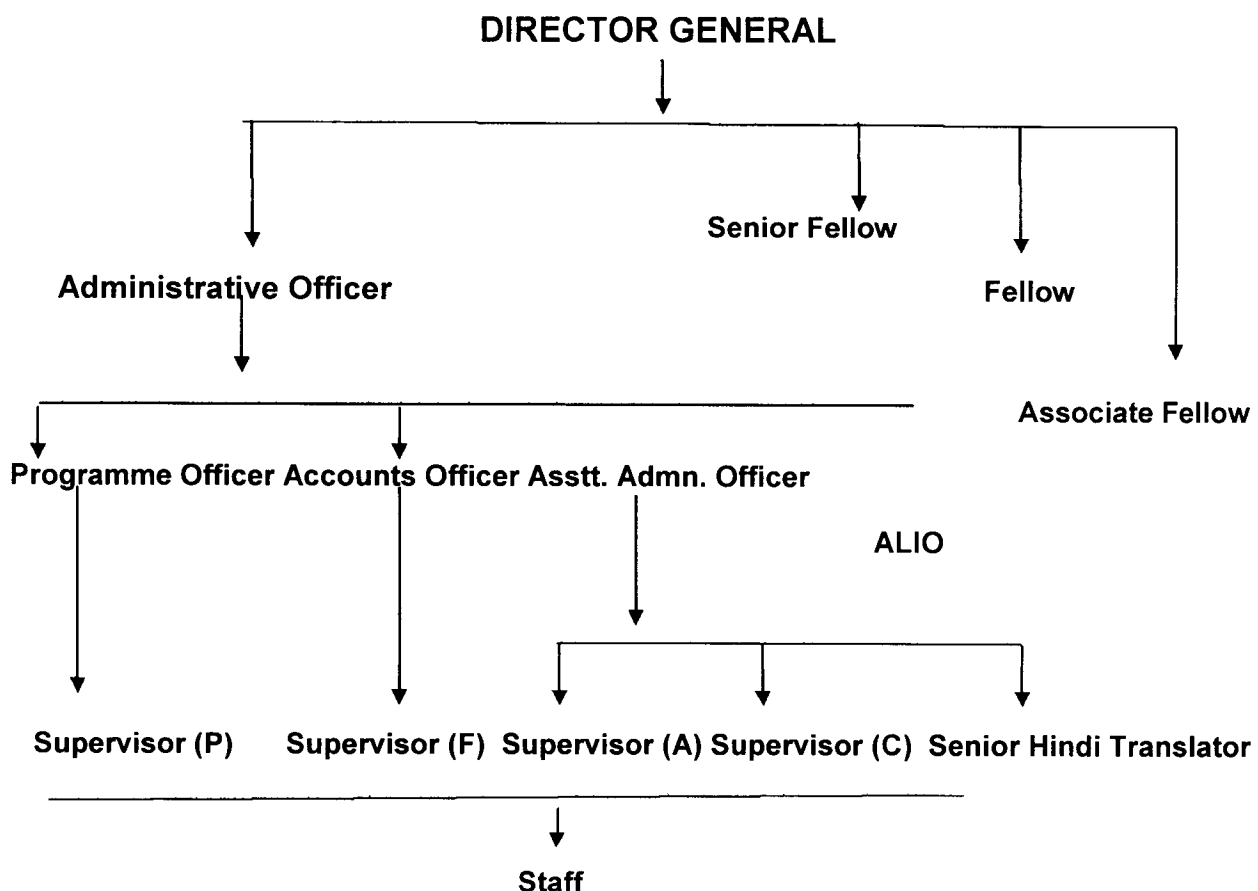 DIRECTOR GENERAL
Senior Fellow
Administrative Officer
Fellow
Associate Fellow
Programme Officer Accounts Officer Asstt. Admn. Officer
ALIO
Supervisor (P) Supervisor (F) Supervisor (A) Supervisor (C) Senior Hindi Translator
Staff